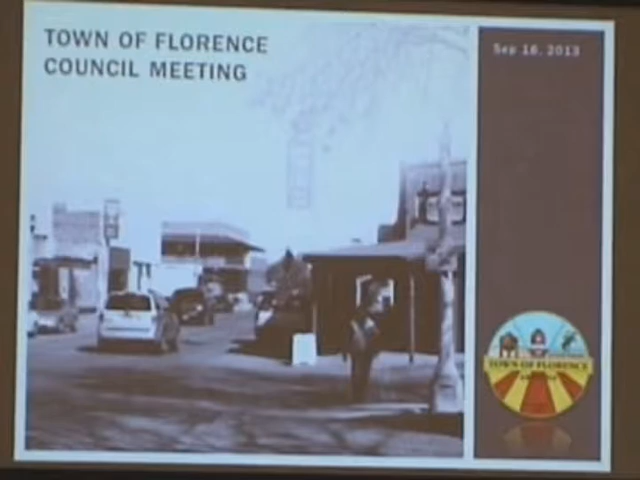 TOWN OF FLORENCE
COUNCIL MEETING
Sep 16, 2013
TOWN OF FLORENCE